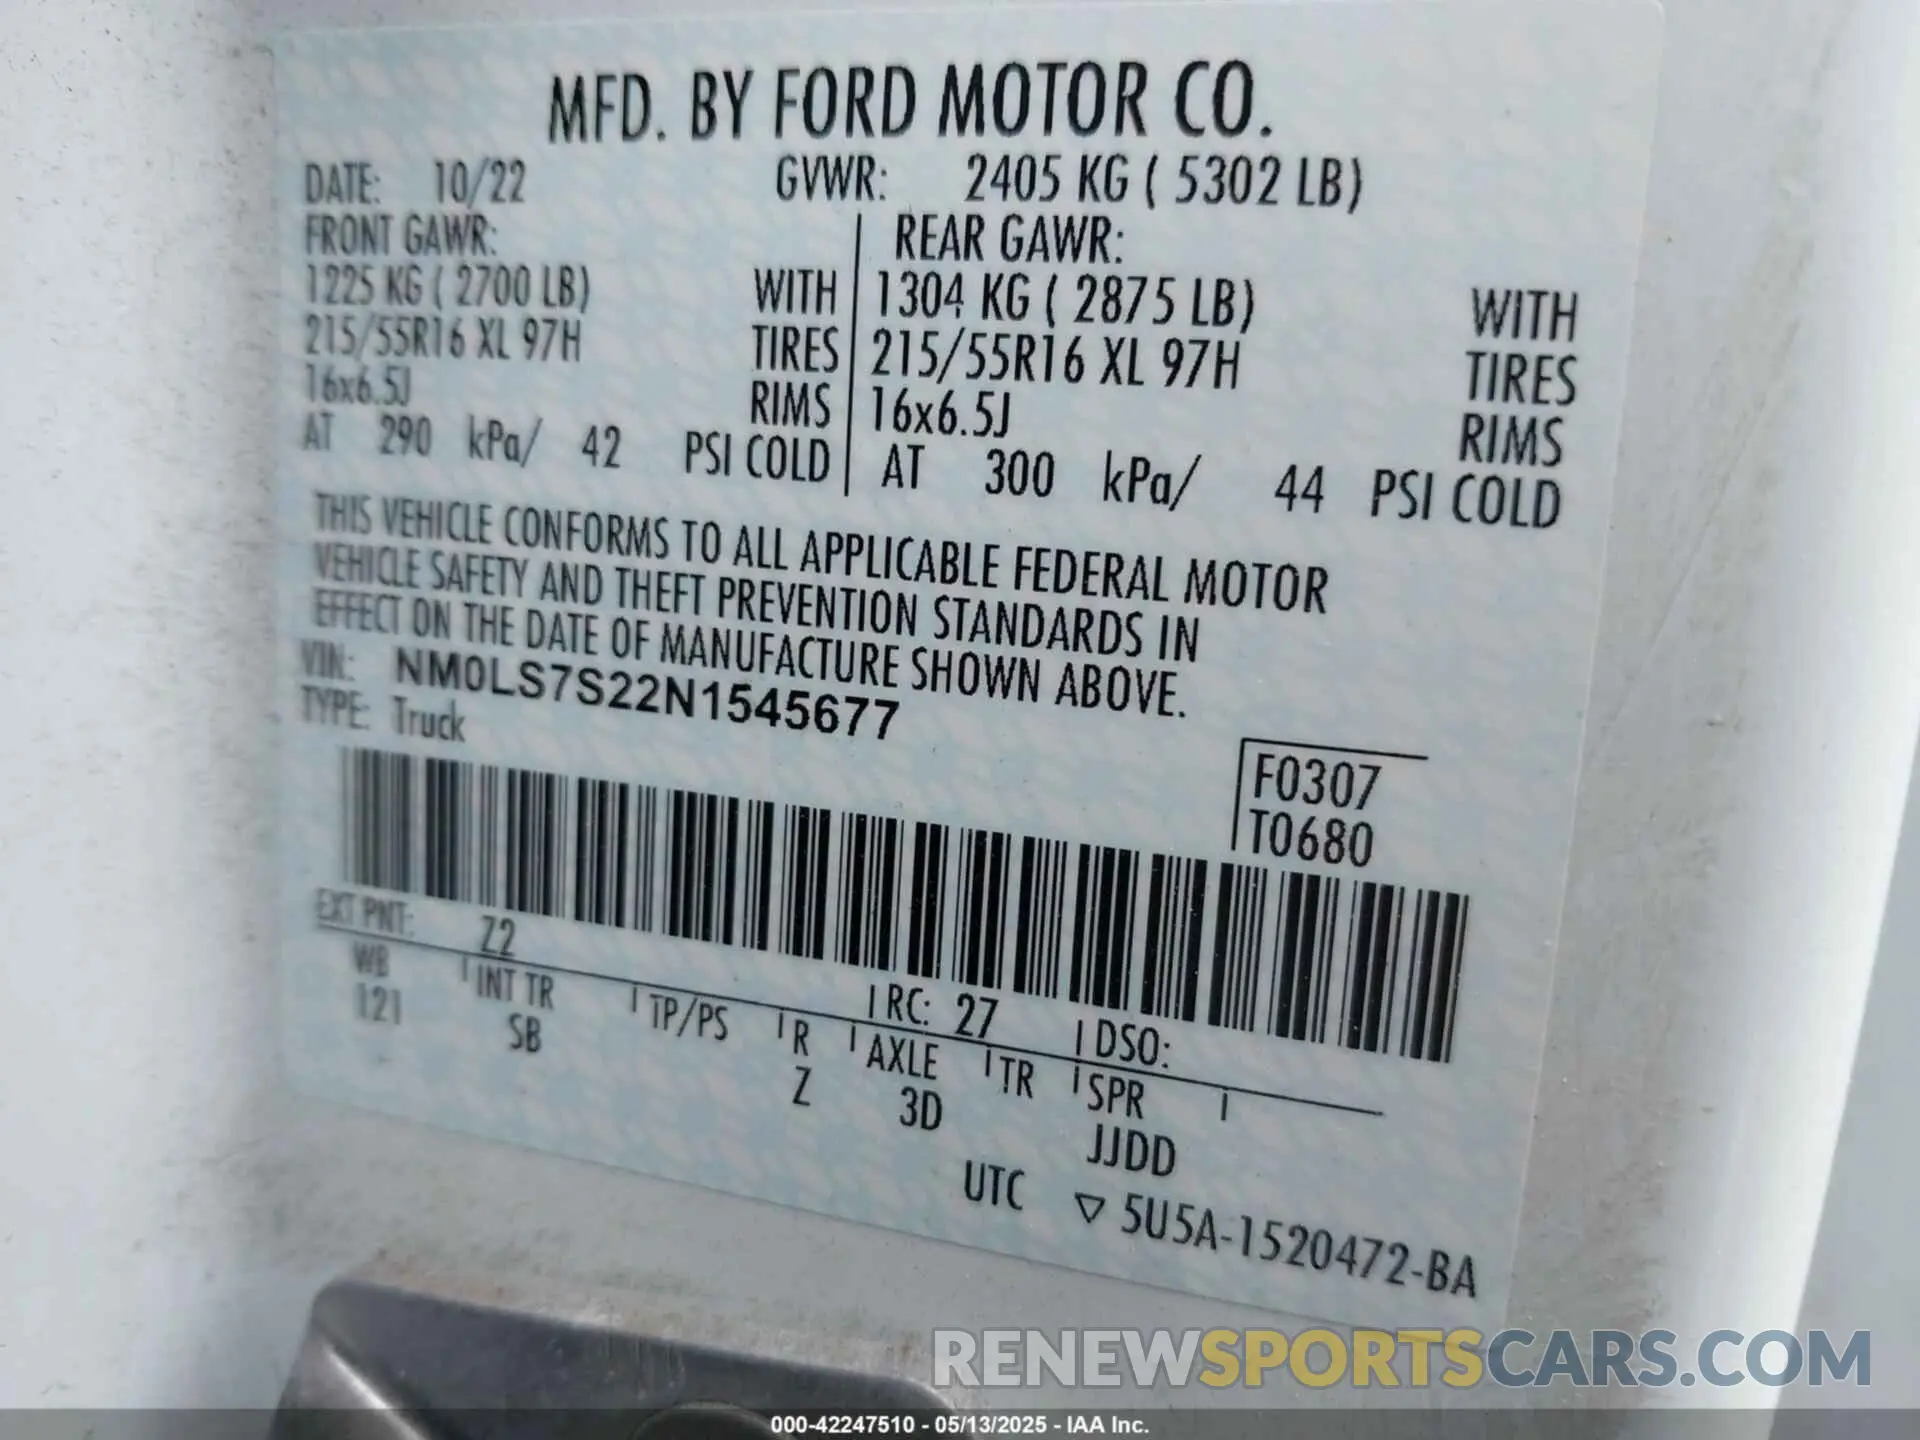 MFD. BY FORD MOTOR CO.
DATE: 10/22 GVWR: 2405 KG ( 5302 LB)
FRONT GAWR: REAR GAWR:
1225 KG ( 2700 LB) WITH 1304 KG ( 2875 LB) WITH
215/55R16 XL 97H TIRES 215/55R16 XL 97H TIRES
16x6.5J RIMS 16x6.5J RIMS
AT 290 kPa/ 42 PSI COLD AT 300 kPa/ 44 PSI COLD
THIS VEHICLE CONFORMS TO ALL APPLICABLE FEDERAL MOTOR
VEHICLE SAFETY AND THEFT PREVENTION STANDARDS IN
EFFECT ON THE DATE OF MANUFACTURE SHOWN ABOVE.
VIN: NM0LS7S22N1545677
TYPE: Truck
F0307
T0680
EXT PNT: Z2 RC: 27 DSO:
WB INT TR TP/PS R AXLE TR SPR
121 SB Z 3D JJDD
UTC ▽ 5U5A-1520472-BA
RENEWSPORTSCARS.COM
000-42247510 - 05/13/2025 - IAA Inc.